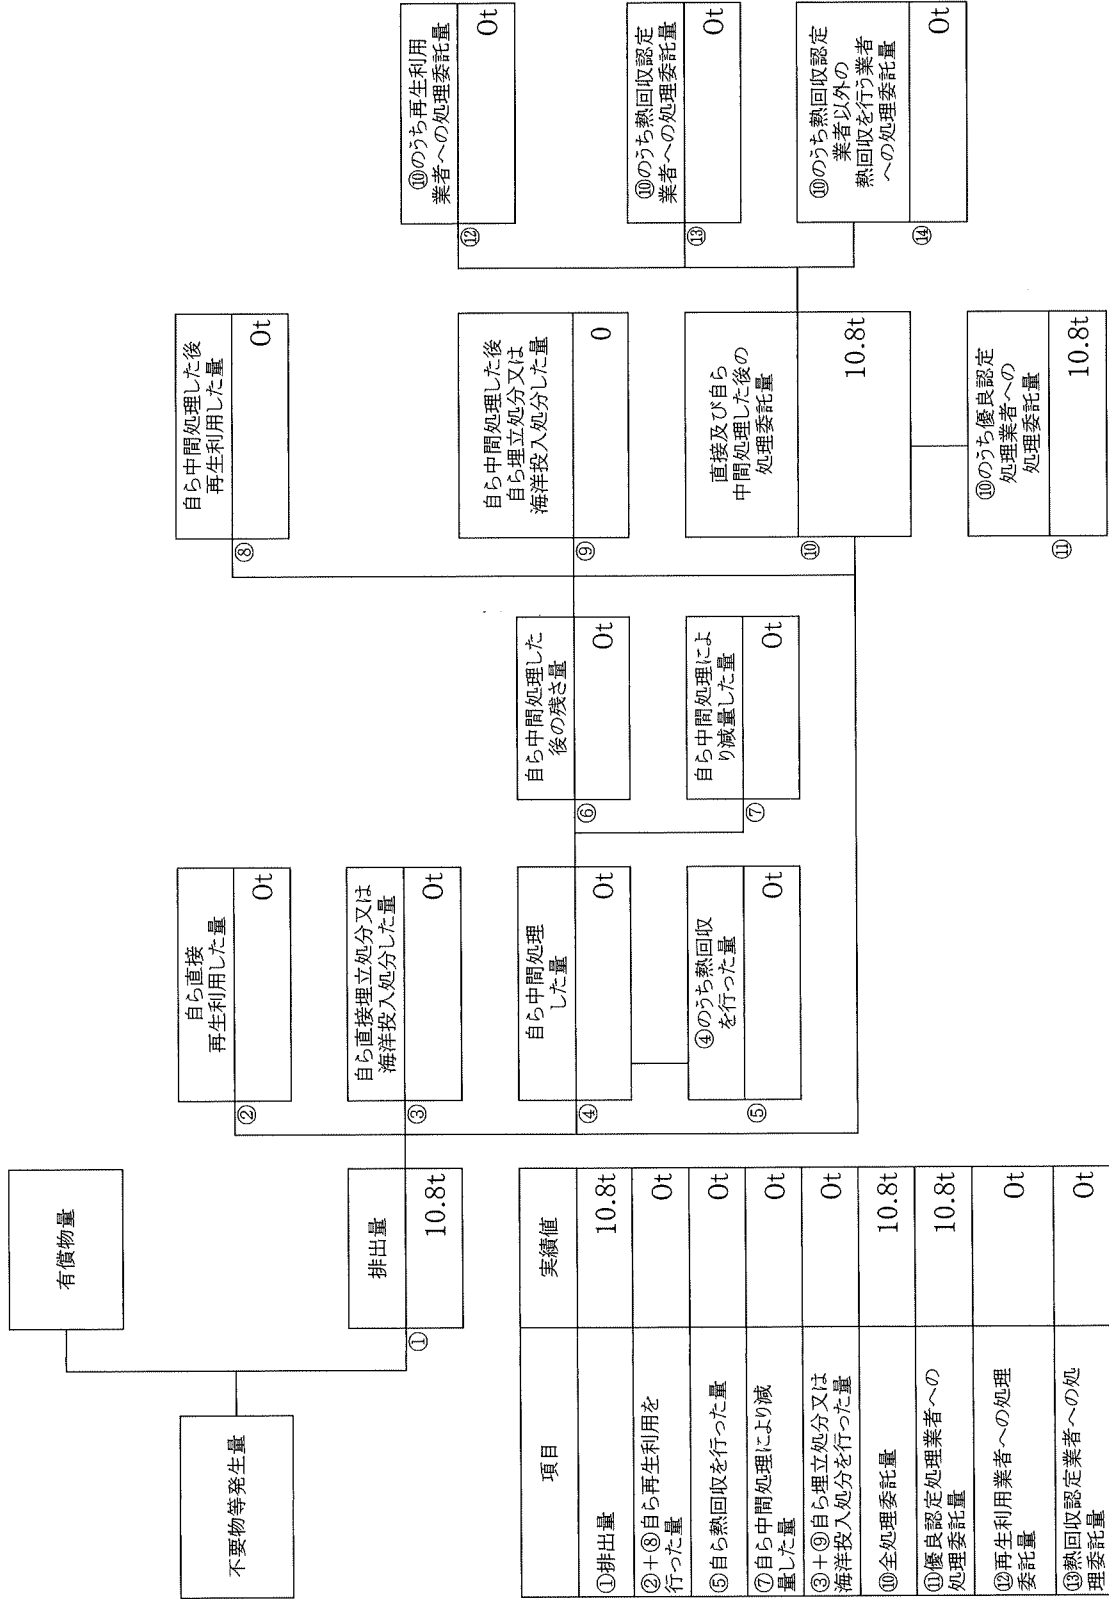 不要物等発生量
有償物量
①
排出量
10.8t
②
自ら直接
再生利用した量
0t
③
自ら直接埋立処分又は
海洋投入処分した量
0t
④
自ら中間処理
した量
0t
⑤
④のうち熱回収
を行った量
0t
⑥
自ら中間処理した
後の残さ量
0t
⑦
自ら中間処理によ
り減量した量
0t
⑧
自ら中間処理した後
再生利用した量
0t
⑨
自ら中間処理した後
自ら埋立処分又は
海洋投入処分した量
0
⑩
直接及び自ら
中間処理した後の
処理委託量
10.8t
⑪
⑩のうち優良認定
処理業者への
処理委託量
10.8t
⑫
⑩のうち再生利用
業者への処理委託量
0t
⑬
⑩のうち熱回収認定
業者への処理委託量
0t
⑭
⑩のうち熱回収認定
業者以外の
熱回収を行う業者
への処理委託量
0t
項目 実績値
①排出量 10.8t
②+⑧自ら再生利用を
行った量 0t
⑤自ら熱回収を行った量 0t
⑦自ら中間処理により減
量した量 0t
③+⑨自ら埋立処分又は
海洋投入処分を行った量 0t
⑩全処理委託量 10.8t
⑪優良認定処理業者への
処理委託量 10.8t
⑫再生利用業者への処理
委託量 0t
⑬熱回収認定業者への処
理委託量 0t